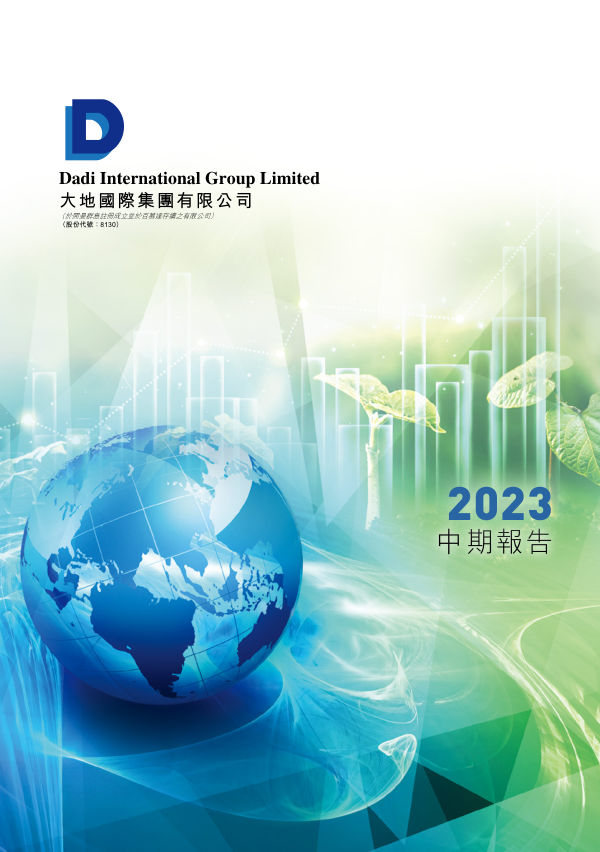 Dadi International Group Limited
大地國際集團有限公司
(於開曼群島註冊成立並於百慕達存續之有限公司)
(股份代號：8130)
2023
中期報告